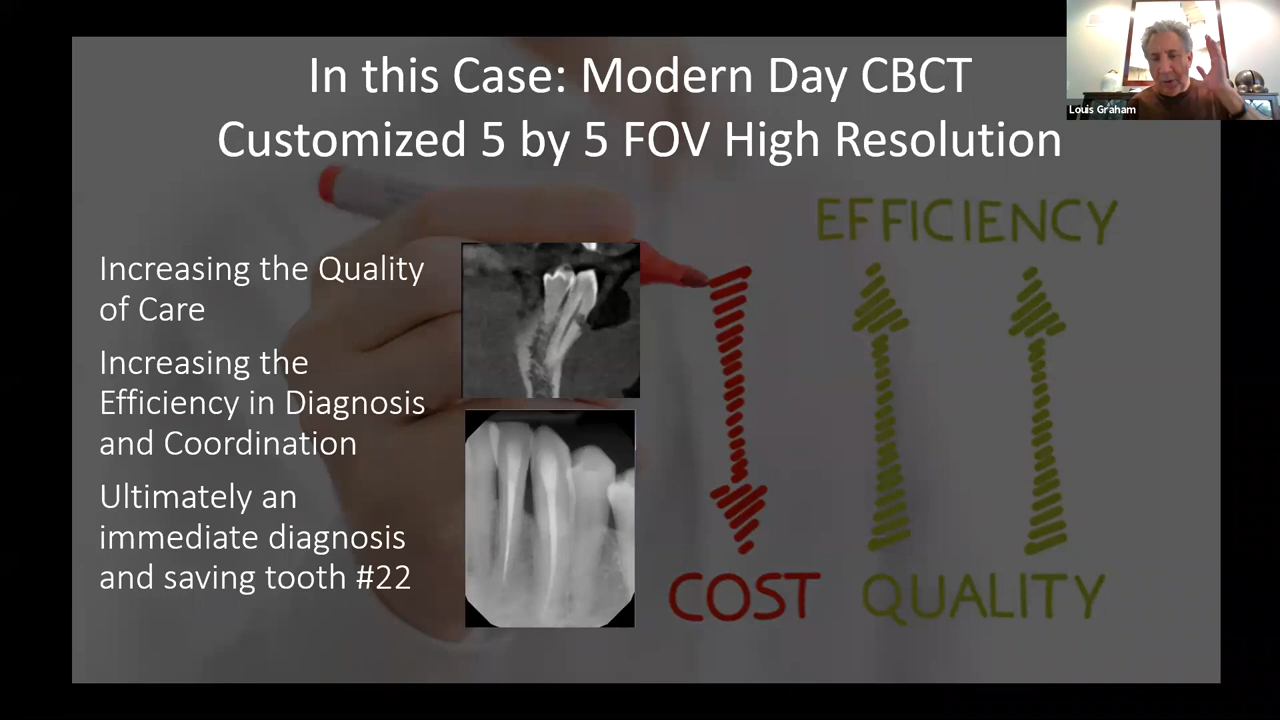 In this Case: Modern Day CBCT
Customized 5 by 5 FOV High Resolution
Louis Graham
Increasing the Quality
of Care
Increasing the
Efficiency in Diagnosis
and Coordination
Ultimately an
immediate diagnosis
and saving tooth #22
EFFICIENCY
COST
QUALITY